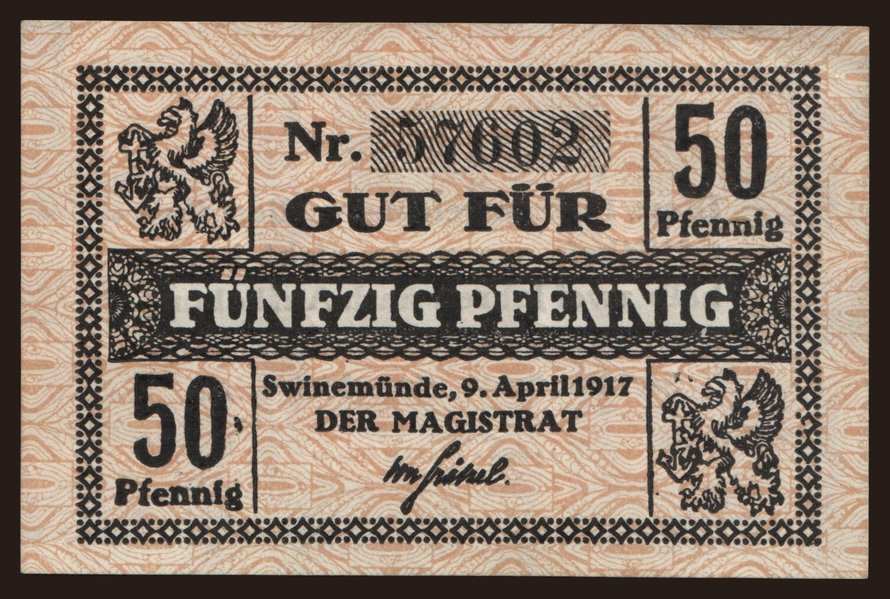 Nr. 57602
GUT FÜR
50
Pfennig
FÜNFZIG PFENNIG
50
Pfennig
Swinemünde, 9. April 1917
DER MAGISTRAT